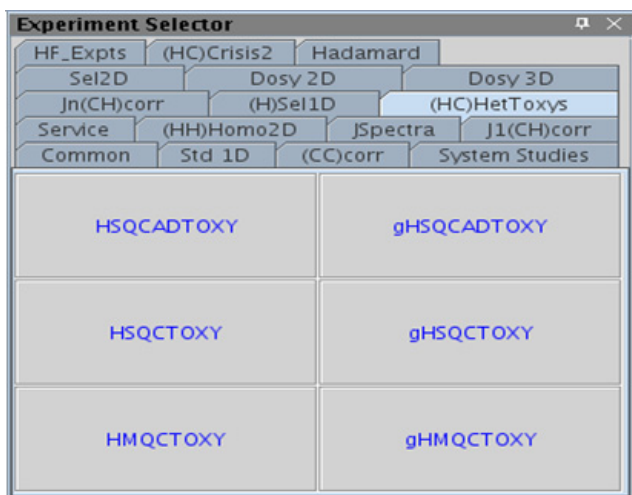 Experiment Selector
HF_Expts (HC)Crisis2 Hadamard
Sel2D Dosy 2D Dosy 3D
Jn(CH)corr (H)Sel1D (HC)HetToxys
Service (HH)Homo2D JSpectra J1(CH)corr
Common Std 1D (CC)corr System Studies
HSQCADTOXY gHSQCADTOXY
HSQCTOXY gHSQCTOXY
HMQCTOXY gHMQCTOXY